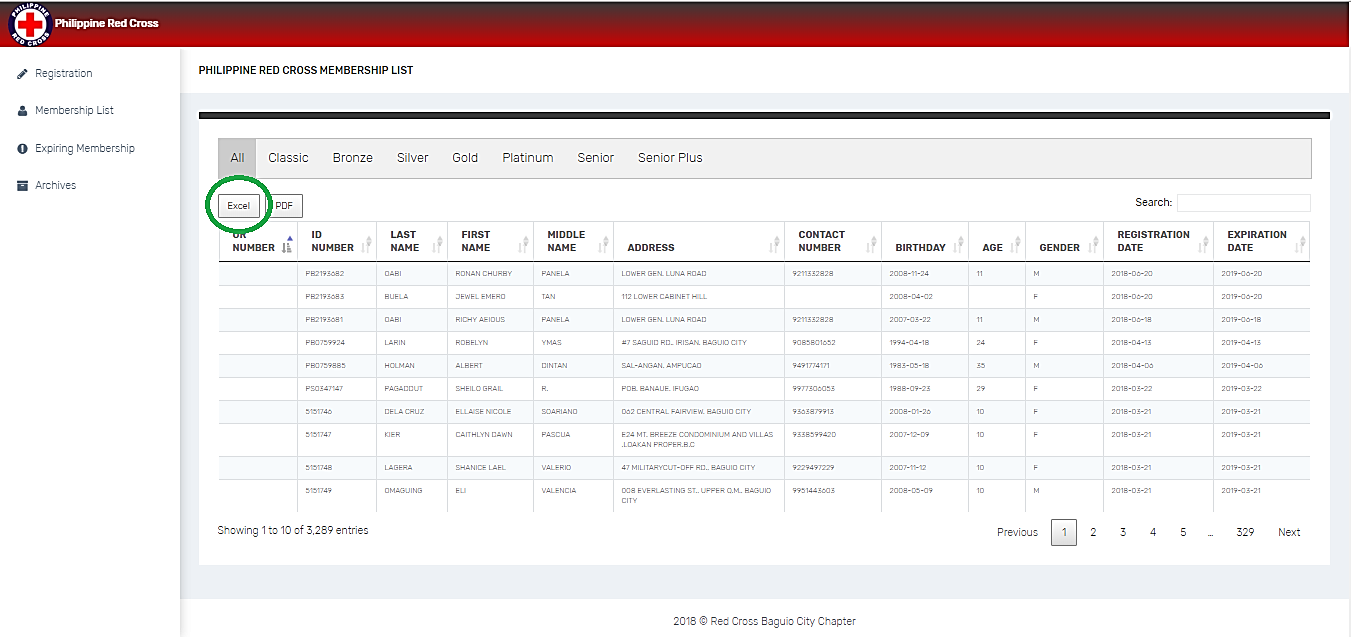 PHILIPPINE
RED CROSS
Philippine Red Cross
Registration
Membership List
Expiring Membership
Archives
PHILIPPINE RED CROSS MEMBERSHIP LIST
All Classic Bronze Silver Gold Platinum Senior Senior Plus
Excel PDF Search:
OR NUMBER ID NUMBER LAST NAME FIRST NAME MIDDLE NAME ADDRESS CONTACT NUMBER BIRTHDAY AGE GENDER REGISTRATION DATE EXPIRATION DATE
PB2193682 GABI RONAN CHURBY PANELA LOWER GEN. LUNA ROAD 9211332828 2008-11-24 11 M 2018-06-20 2019-06-20
PB2193683 BUELA JEWEL EMERO TAN 112 LOWER CABINET HILL 2008-04-02 F 2018-06-20 2019-06-20
PB2193681 GABI RICHY AEIOUS PANELA LOWER GEN. LUNA ROAD 9211332828 2007-03-22 11 M 2018-06-18 2019-06-18
PB0759924 LARIN ROBELYN YMAS #7 SAGUID RD., IRISAN, BAGUIO CITY 9085801652 1994-04-18 24 F 2018-04-13 2019-04-13
PB0759885 HOLMAN ALBERT DINTAN SAL-ANGAN, AMPUCAO 9491774171 1983-05-18 35 M 2018-04-06 2019-04-06
PS0347147 PAGADDUT SHEILO GRAIL R. POB. BANAUE, IFUGAO 9977306053 1988-09-23 29 F 2018-03-22 2019-03-22
5151746 DELA CRUZ ELLAISE NICOLE SOARIANO 062 CENTRAL FAIRVIEW, BAGUIO CITY 9363879913 2008-01-26 10 F 2018-03-21 2019-03-21
5151747 KIER CAITHLYN DAWN PASCUA E24 MT. BREEZE CONDOMINIUM AND VILLAS 9338599420 2007-12-09 10 F 2018-03-21 2019-03-21
,LOAKAN PROPER,B.C
5151748 LAGERA SHANICE LAEL VALERIO 47 MILITARYCUT-OFF RD., BAGUIO CITY 9229497229 2007-11-12 10 F 2018-03-21 2019-03-21
5151749 OMAGUING ELI VALENCIA 008 EVERLASTING ST., UPPER Q.M., BAGUIO 9951443603 2008-05-09 10 M 2018-03-21 2019-03-21
CITY
Showing 1 to 10 of 3,289 entries Previous 1 2 3 4 5 … 329 Next
2018 © Red Cross Baguio City Chapter